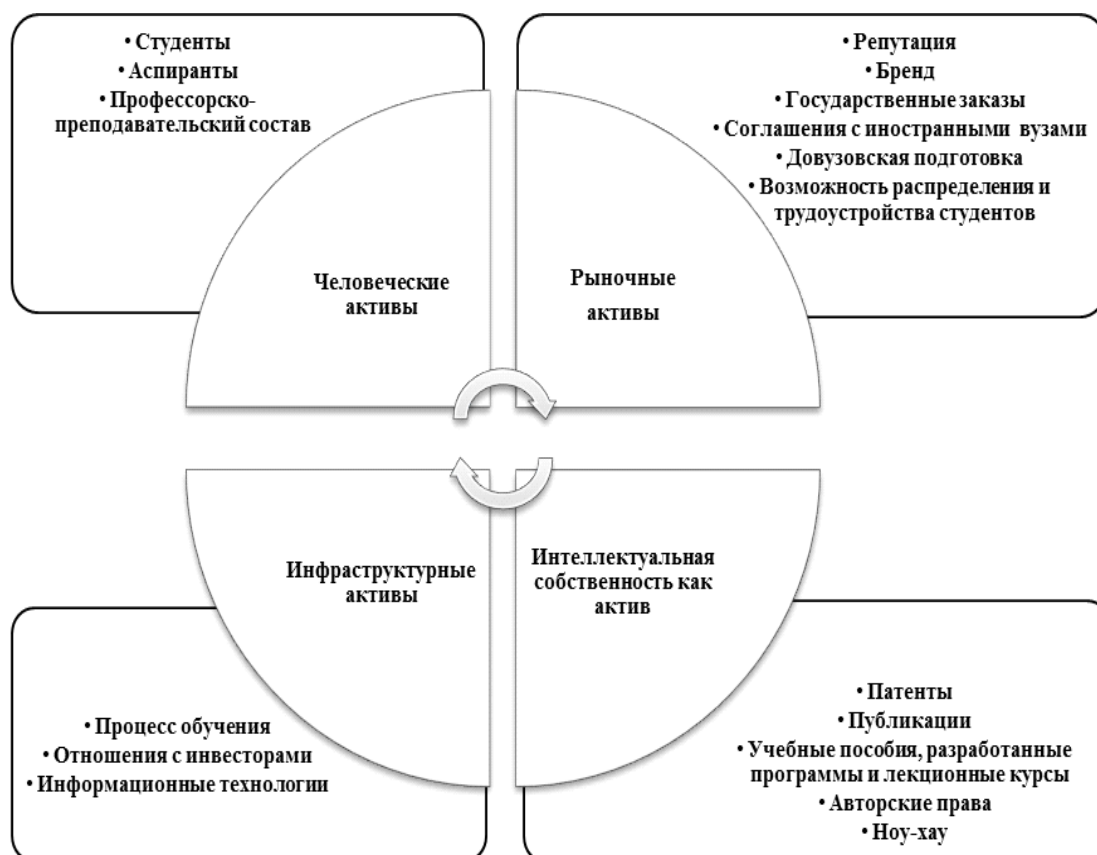 • Студенты
• Аспиранты
• Профессорско-
преподавательский состав
• Репутация
• Бренд
• Государственные заказы
• Соглашения с иностранными вузами
• Довузовская подготовка
• Возможность распределения и
трудоустройства студентов
Человеческие
активы
Рыночные
активы
Инфраструктурные
активы
Интеллектуальная
собственность как
актив
• Процесс обучения
• Отношения с инвесторами
• Информационные технологии
• Патенты
• Публикации
• Учебные пособия, разработанные
программы и лекционные курсы
• Авторские права
• Ноу-хау